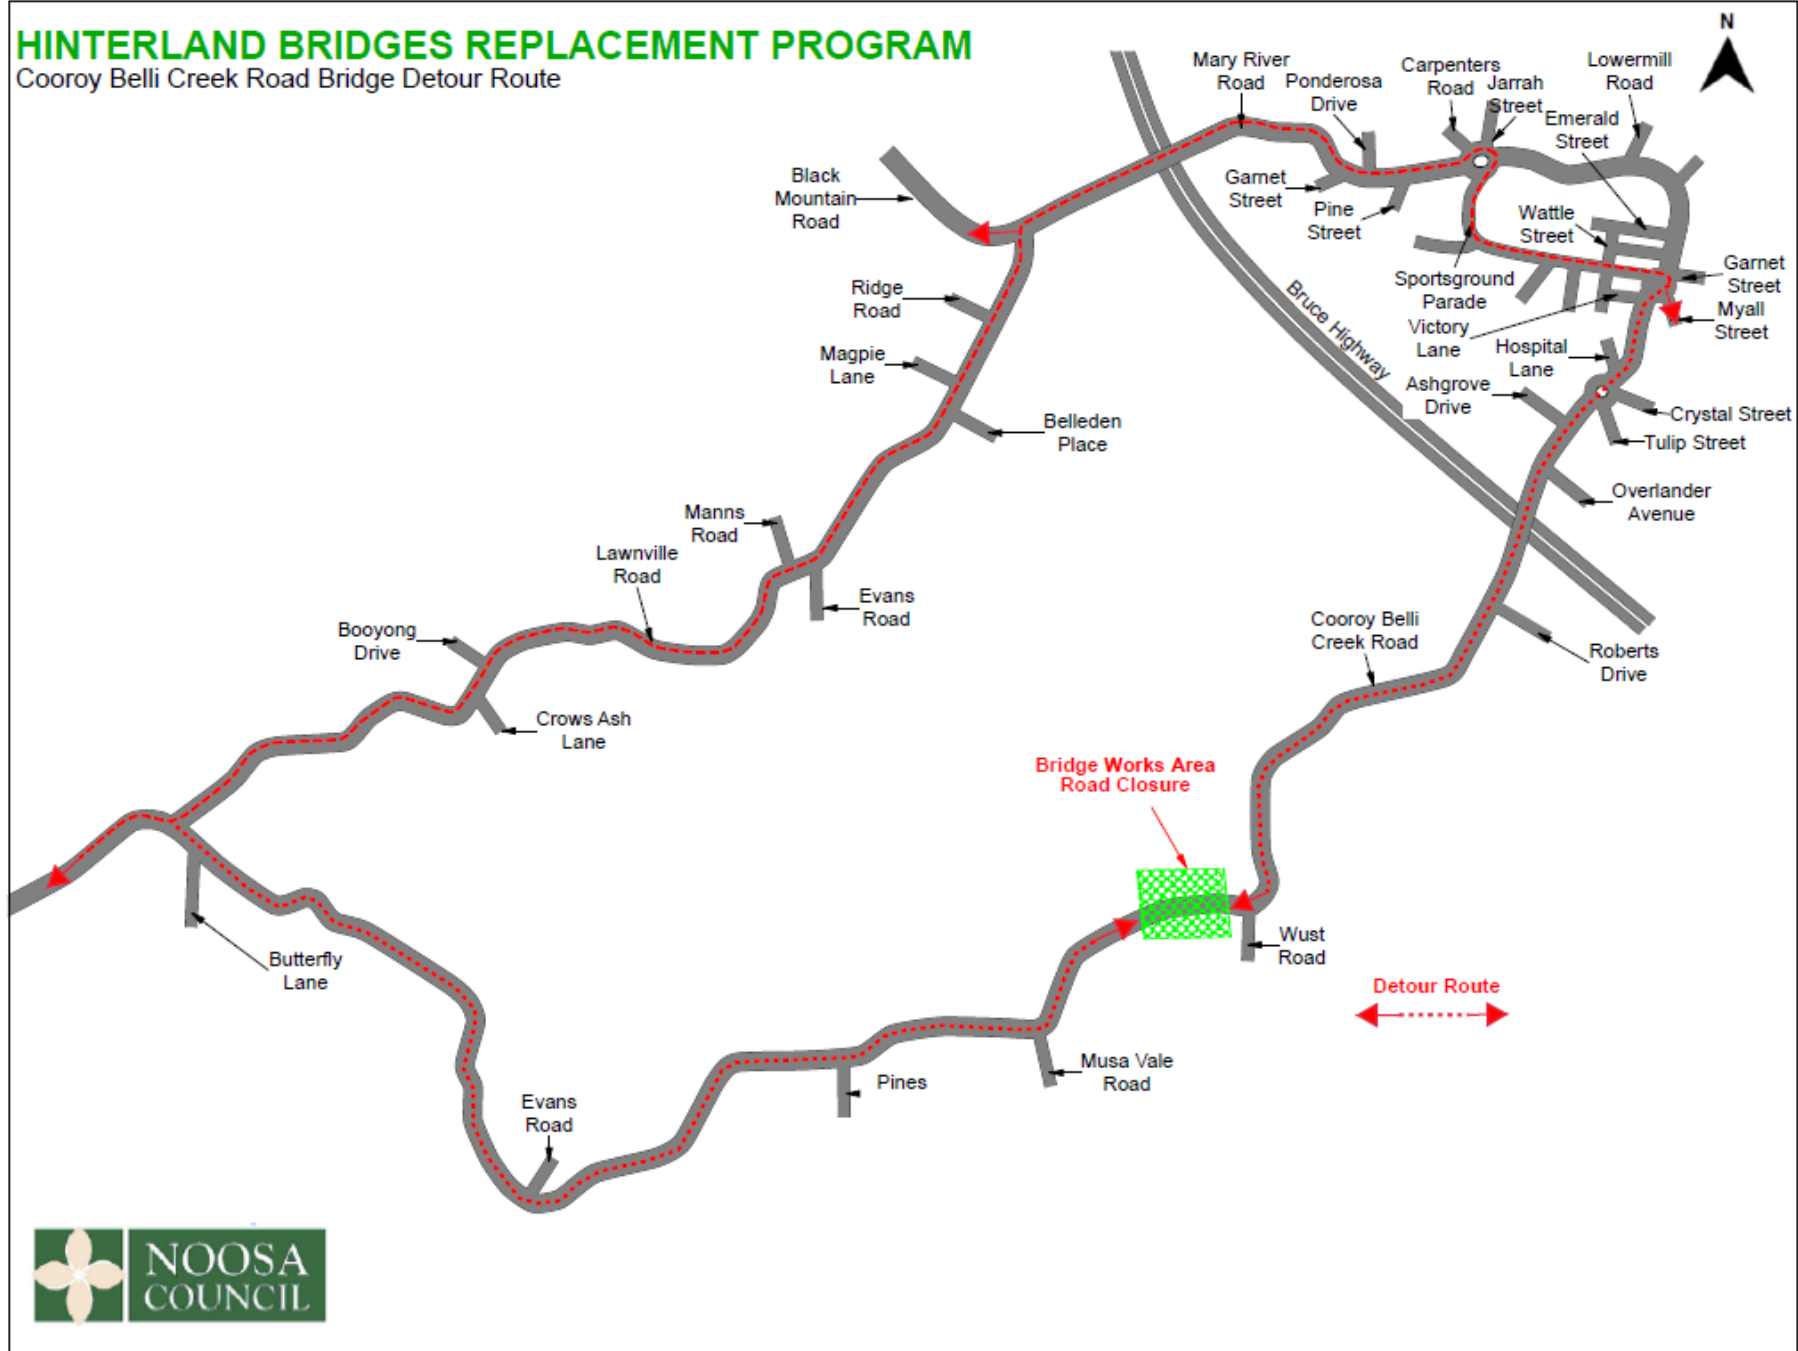 HINTERLAND BRIDGES REPLACEMENT PROGRAM
Cooroy Belli Creek Road Bridge Detour Route
N
Mary River
Road
Ponderosa
Drive
Carpenters
Road
Jarrah
Street
Lowermill
Road
Emerald
Street
Black
Mountain
Road
Garnet
Street
Pine
Street
Wattle
Street
Sportsground
Parade
Garnet
Street
Myall
Street
Victory
Lane
Hospital
Lane
Ashgrove
Drive
Crystal Street
Tulip Street
Overlander
Avenue
Bruce Highway
Ridge
Road
Magpie
Lane
Belleden
Place
Manns
Road
Lawnville
Road
Evans
Road
Booyong
Drive
Crows Ash
Lane
Cooroy Belli
Creek Road
Roberts
Drive
Bridge Works Area
Road Closure
Wust
Road
Butterfly
Lane
Detour Route
Musa Vale
Road
Pines
Evans
Road
NOOSA
COUNCIL